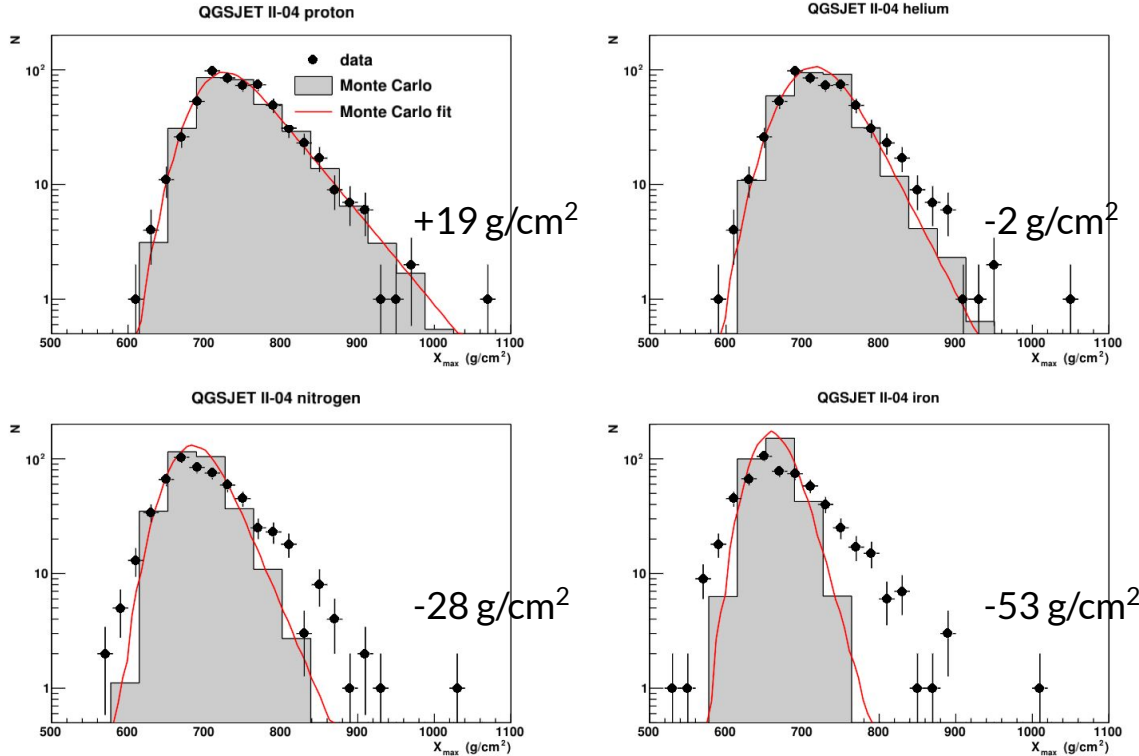 QGSJET II-04 proton
N
data
Monte Carlo
Monte Carlo fit
10²
10
1
+19 g/cm²
500 600 700 800 900 1000 1100
Xmax (g/cm²)
QGSJET II-04 helium
N
10²
10
1
-2 g/cm²
500 600 700 800 900 1000 1100
Xmax (g/cm²)
QGSJET II-04 nitrogen
N
10²
10
1
-28 g/cm²
500 600 700 800 900 1000 1100
Xmax (g/cm²)
QGSJET II-04 iron
N
10²
10
1
-53 g/cm²
500 600 700 800 900 1000 1100
Xmax (g/cm²)